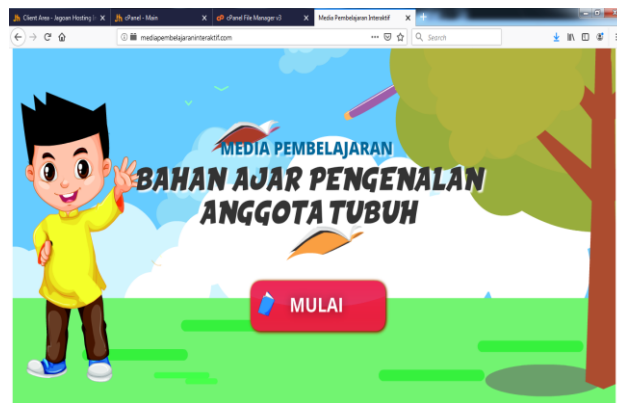 Client Area - Jagoan Hosting I
cPanel - Main
cPanel File Manager v3
Media Pembelajaran Interaktif
mediapembelajaraninteraktif.com
Search
MEDIA PEMBELAJARAN
BAHAN AJAR PENGENALAN
ANGGOTA TUBUH
MULAI